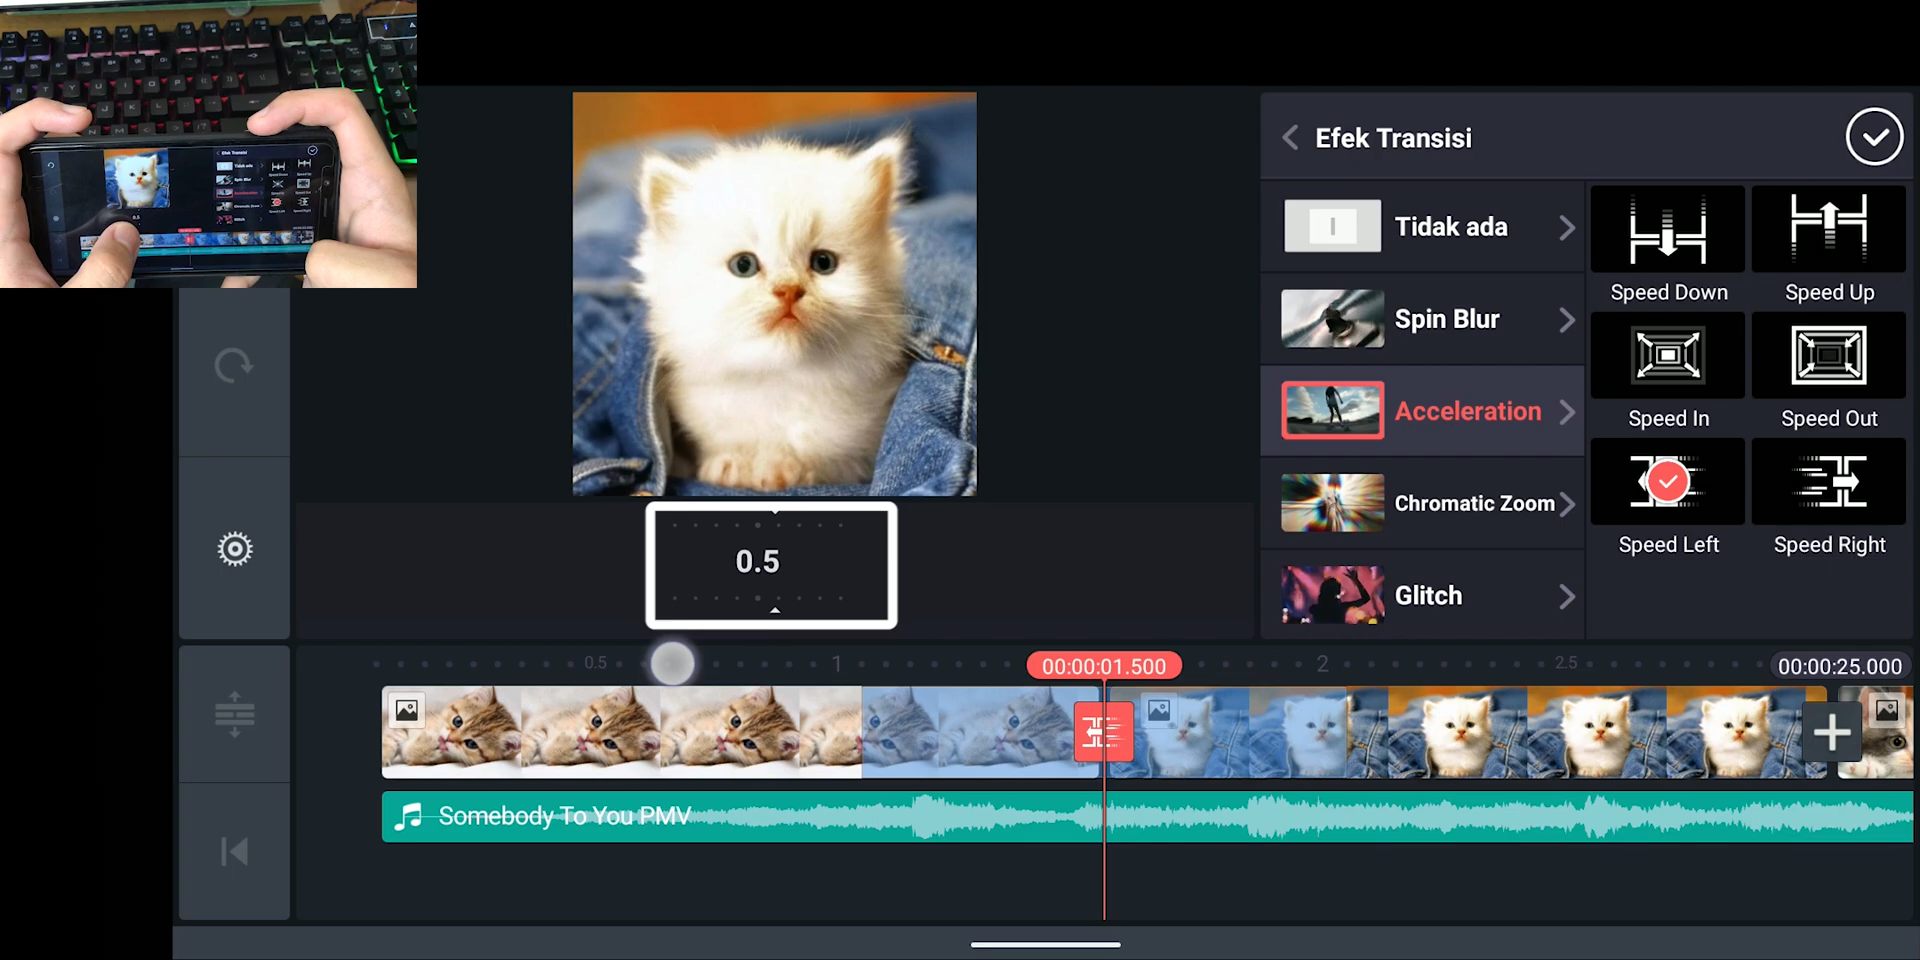 Efek Transisi
Tidak ada
Spin Blur
Acceleration
Chromatic Zoom
Glitch
Speed Down
Speed Up
Speed In
Speed Out
Speed Left
Speed Right
0.5
0.5
1
00:00:01.500
2
2.5
00:00:25.000
Somebody To You PMV